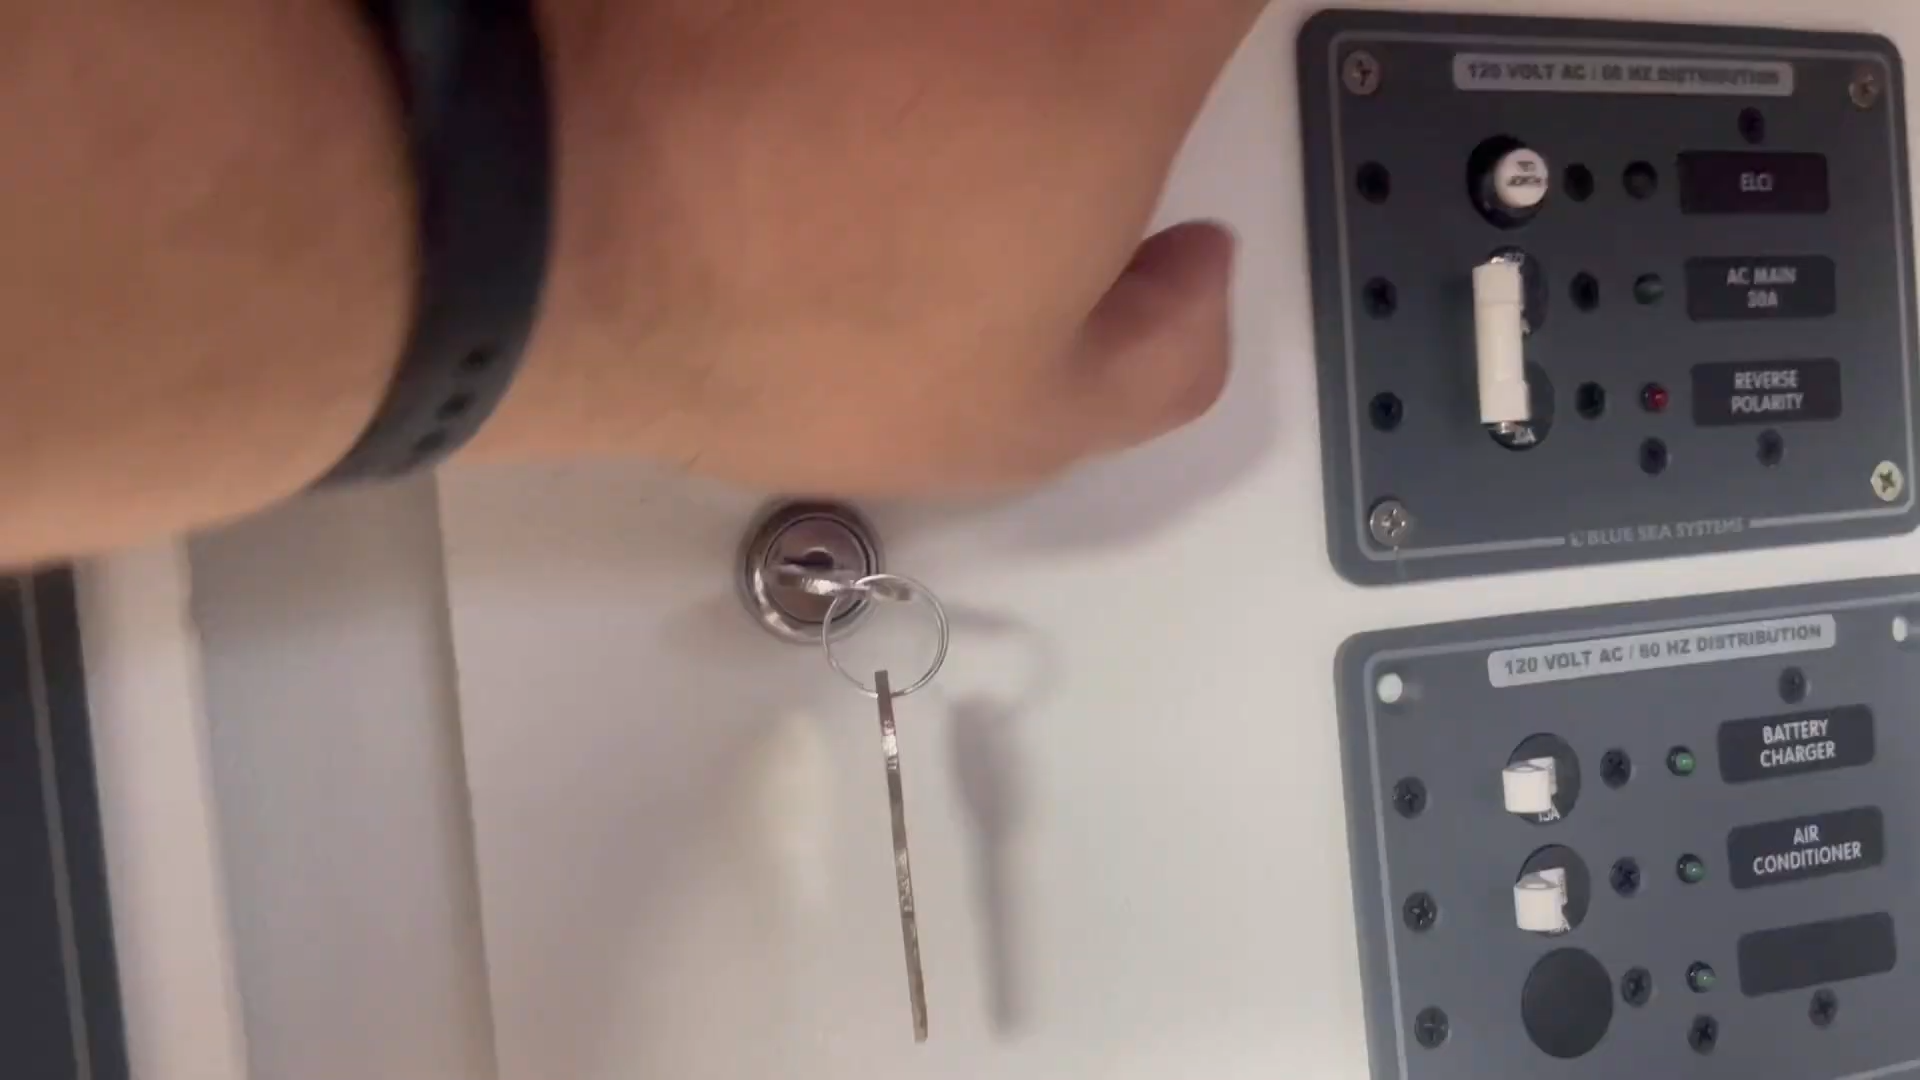 120 VOLT AC / 60 HZ DISTRIBUTION
ELCI
AC MAIN
30A
REVERSE
POLARITY
BLUE SEA SYSTEMS
120 VOLT AC / 60 HZ DISTRIBUTION
BATTERY
CHARGER
15A
AIR
CONDITIONER